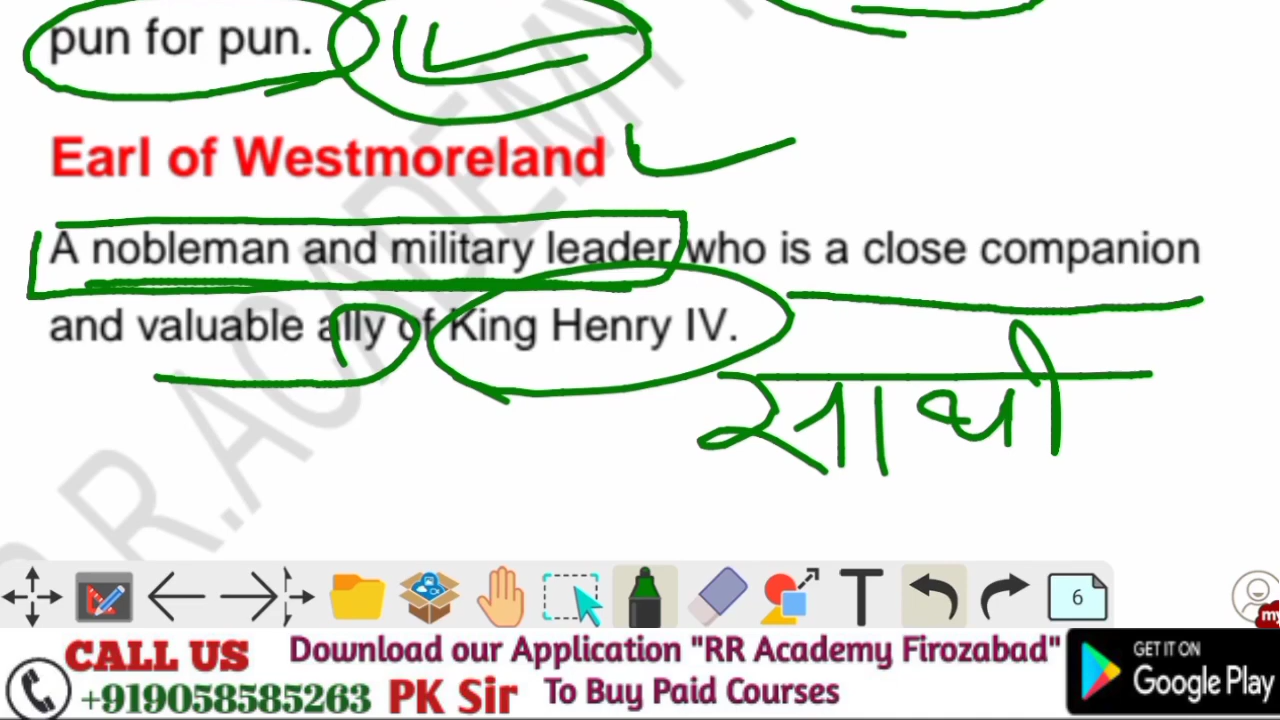 pun for pun.
Earl of Westmoreland
A nobleman and military leader who is a close companion
and valuable ally of King Henry IV.
साथी
R.R.ACADEMY
6
my
CALL US
+919058585263 PK Sir
Download our Application "RR Academy Firozabad"
To Buy Paid Courses
GET IT ON
Google Play